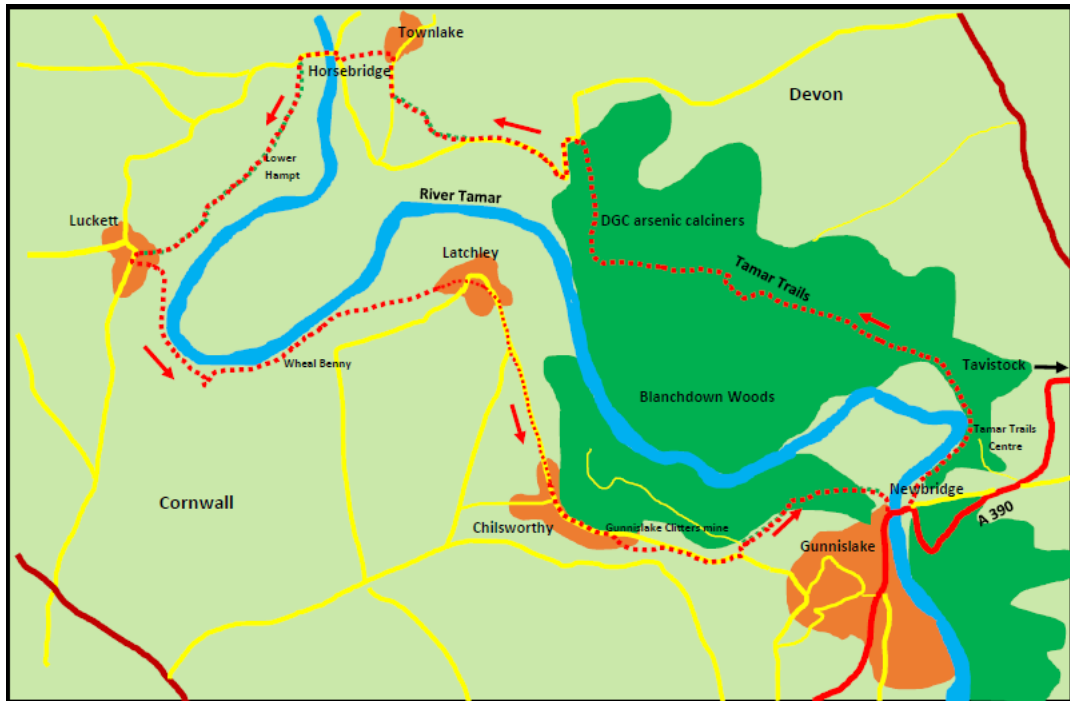 Townlake
Horsebridge
Devon
Lower
Hampt
River Tamar
Luckett
DGC arsenic calciners
Latchley
Tamar Trails
Wheal Benny
Tavistock
Blanchdown Woods
Tamar Trails
Centre
Cornwall
Newbridge
A 390
Chilsworthy
Gunnislake Clitters mine
Gunnislake